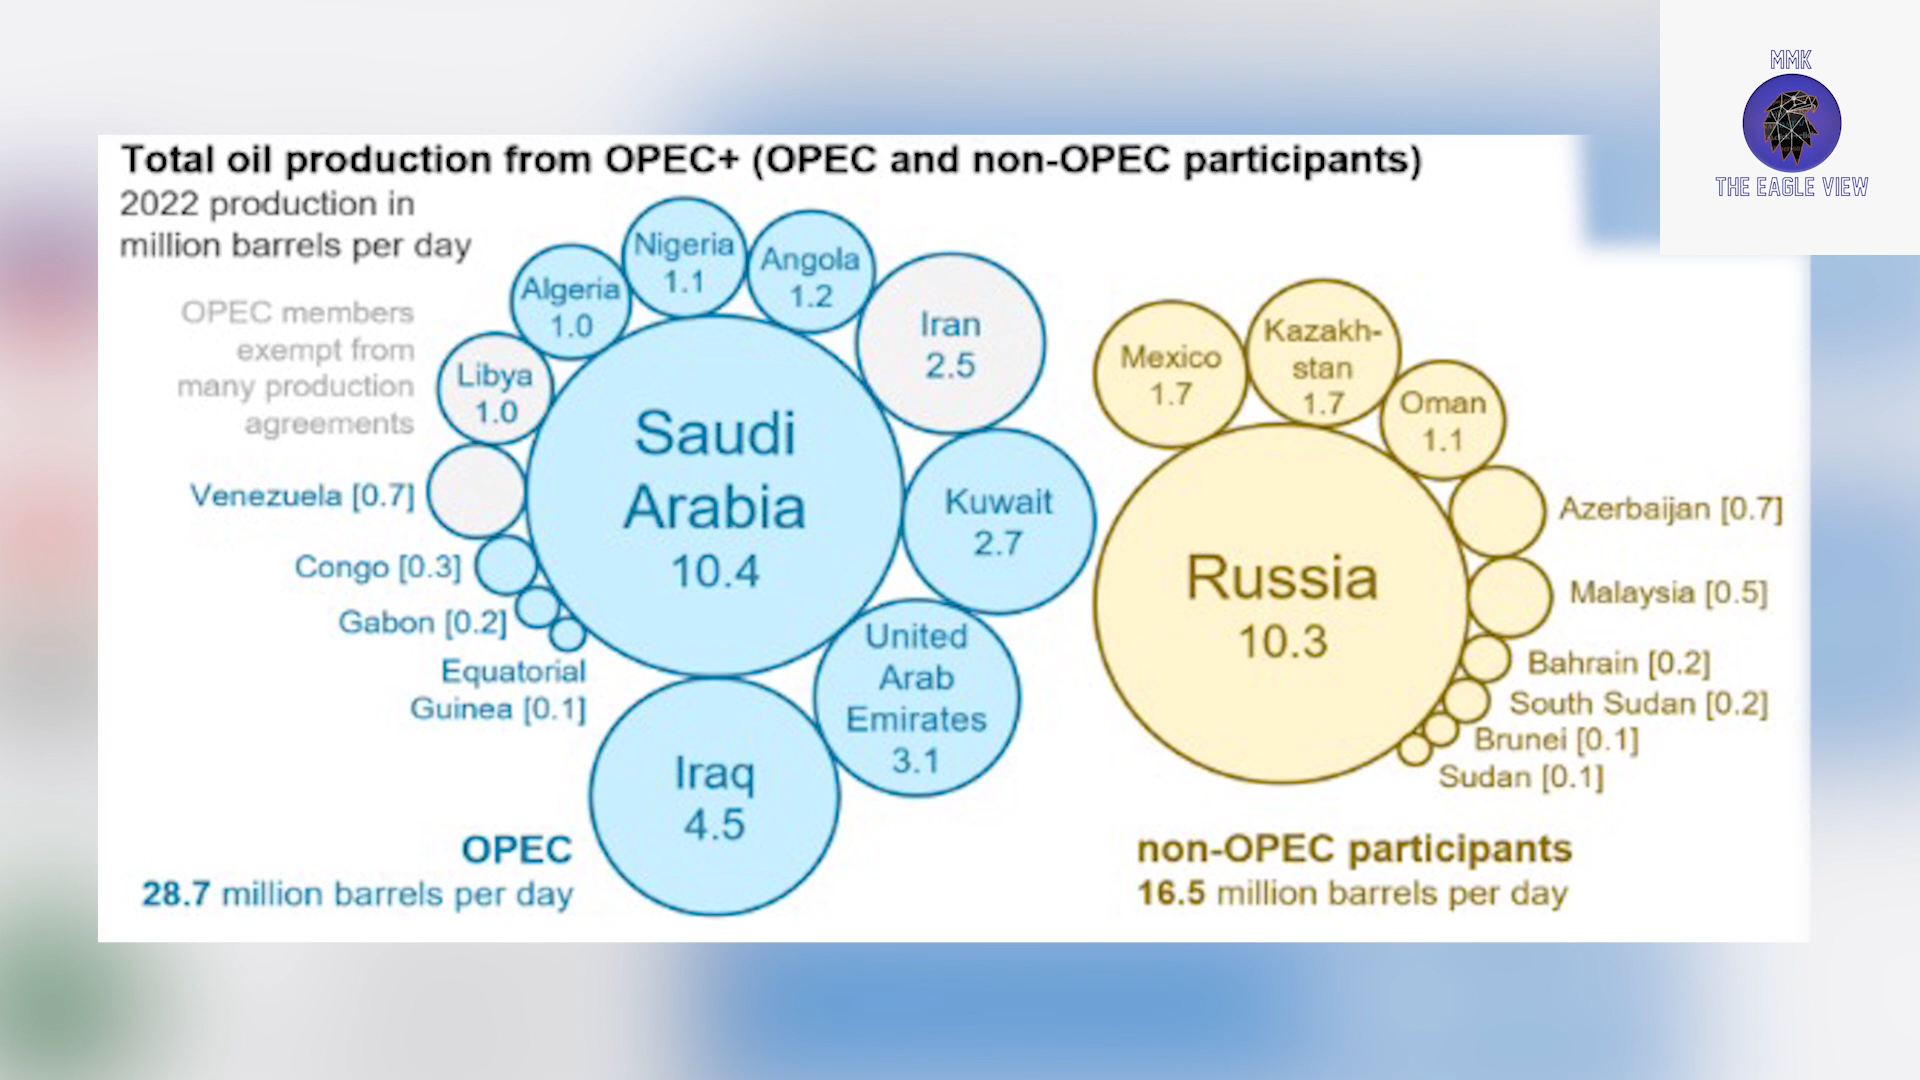 MMK
THE EAGLE VIEW
Total oil production from OPEC+ (OPEC and non-OPEC participants)
2022 production in
million barrels per day
OPEC members
exempt from
many production
agreements
Libya
1.0
Algeria
1.0
Nigeria
1.1
Angola
1.2
Iran
2.5
Saudi
Arabia
10.4
Kuwait
2.7
United
Arab
Emirates
3.1
Iraq
4.5
Venezuela [0.7]
Congo [0.3]
Gabon [0.2]
Equatorial
Guinea [0.1]
OPEC
28.7 million barrels per day
Mexico
1.7
Kazakh-
stan
1.7
Oman
1.1
Russia
10.3
Azerbaijan [0.7]
Malaysia [0.5]
Bahrain [0.2]
South Sudan [0.2]
Brunei [0.1]
Sudan [0.1]
non-OPEC participants
16.5 million barrels per day